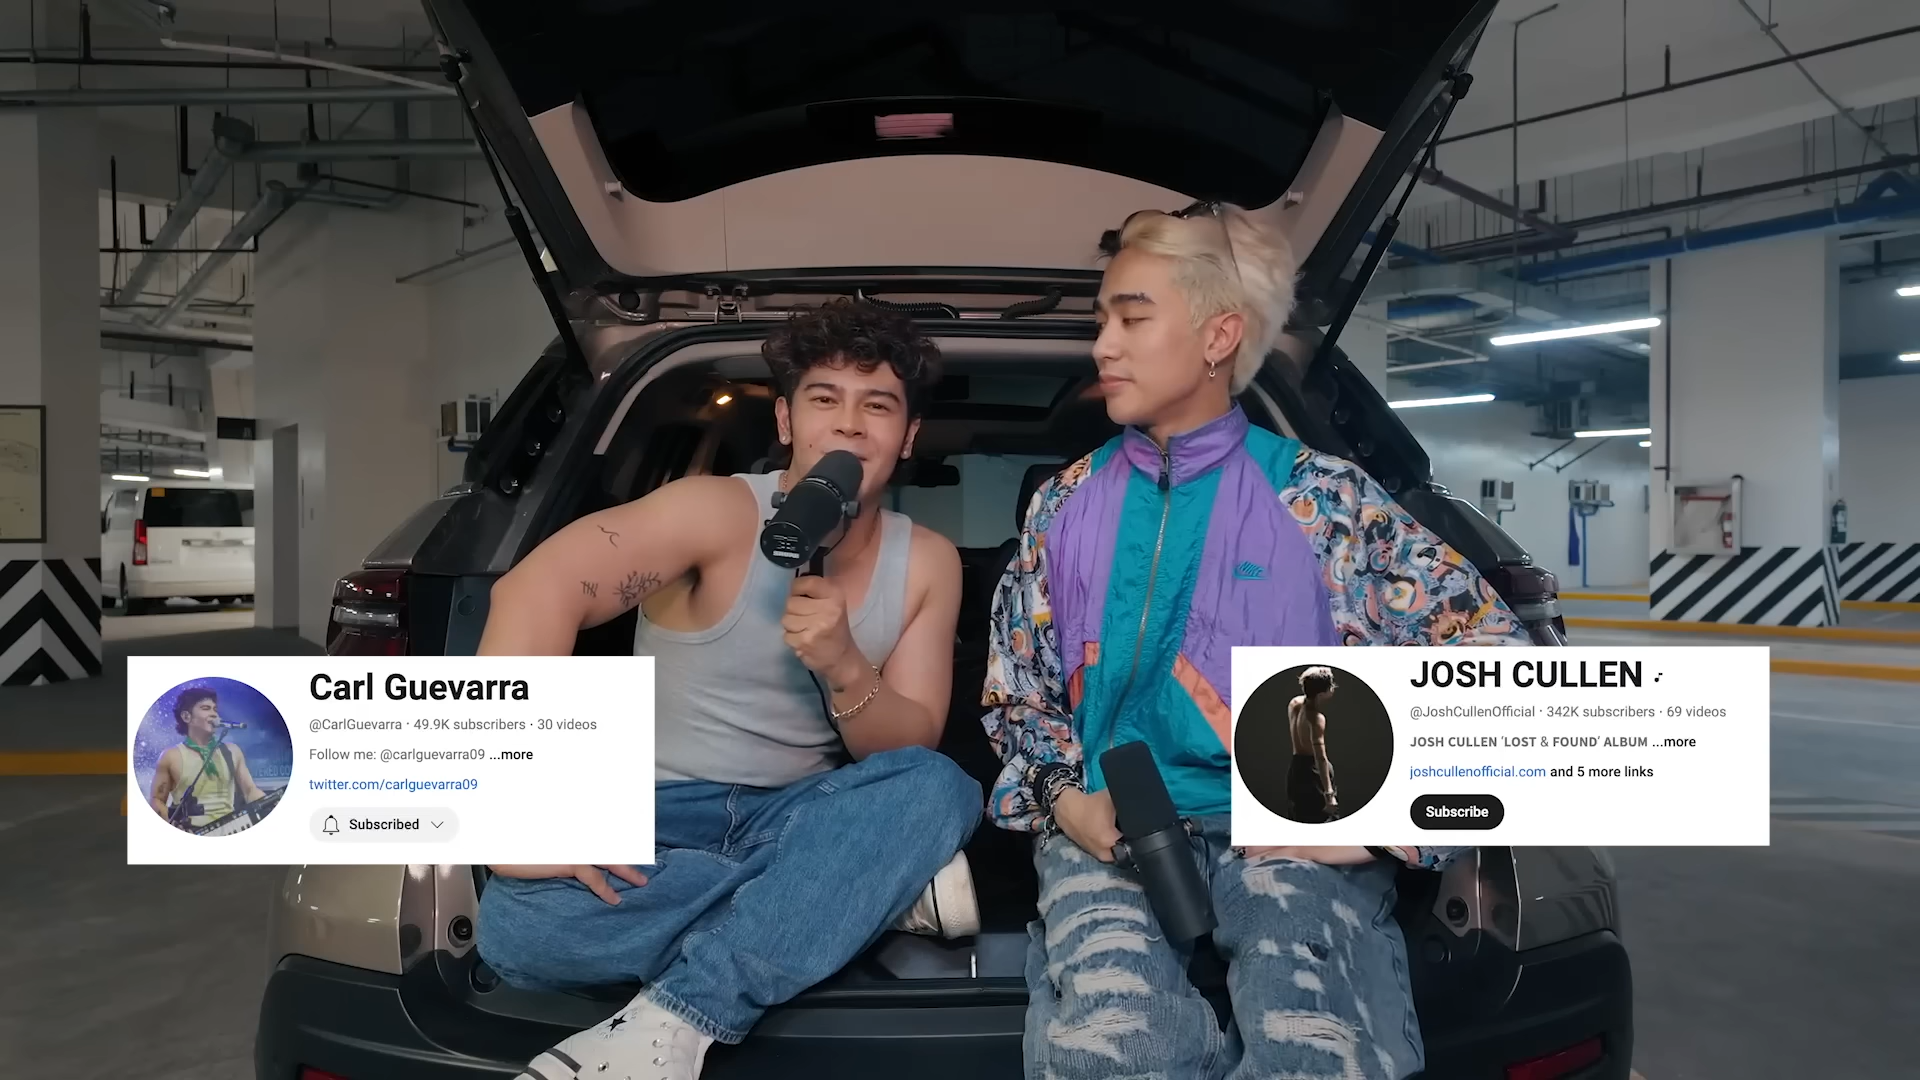 Carl Guevarra
@CarlGuevarra · 49.9K subscribers · 30 videos
Follow me: @carlguevarra09 ...more
twitter.com/carlguevarra09
Subscribed
JOSH CULLEN
@JoshCullenOfficial · 342K subscribers · 69 videos
JOSH CULLEN 'LOST & FOUND' ALBUM ...more
joshcullenofficial.com and 5 more links
Subscribe
NIKE